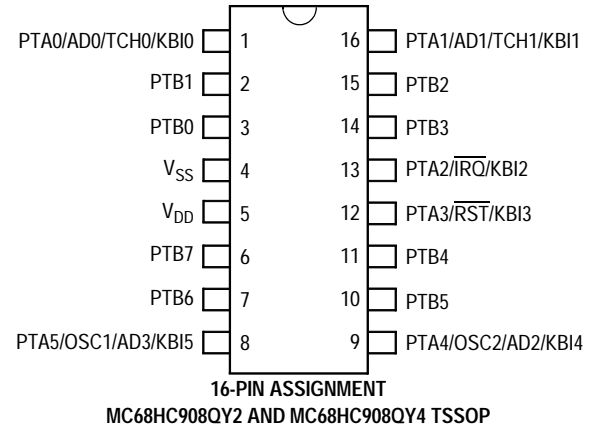 PTA0/AD0/TCH0/KBI0 1 16 PTA1/AD1/TCH1/KBI1
PTB1 2 15 PTB2
PTB0 3 14 PTB3
VSS 4 13 PTA2/IRQ/KBI2
VDD 5 12 PTA3/RST/KBI3
PTB7 6 11 PTB4
PTB6 7 10 PTB5
PTA5/OSC1/AD3/KBI5 8 9 PTA4/OSC2/AD2/KBI4
16-PIN ASSIGNMENT
MC68HC908QY2 AND MC68HC908QY4 TSSOP